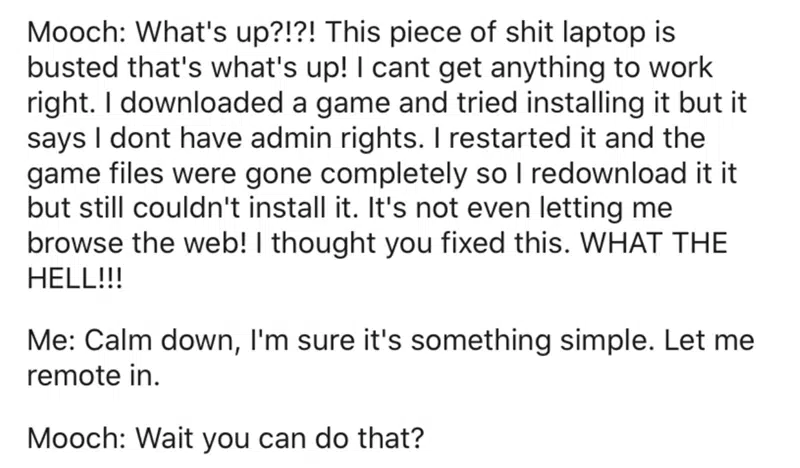 Mooch: What's up?!?! This piece of shit laptop is
busted that's what's up! I cant get anything to work
right. I downloaded a game and tried installing it but it
says I dont have admin rights. I restarted it and the
game files were gone completely so I redownload it it
but still couldn't install it. It's not even letting me
browse the web! I thought you fixed this. WHAT THE
HELL!!!
Me: Calm down, I'm sure it's something simple. Let me
remote in.
Mooch: Wait you can do that?